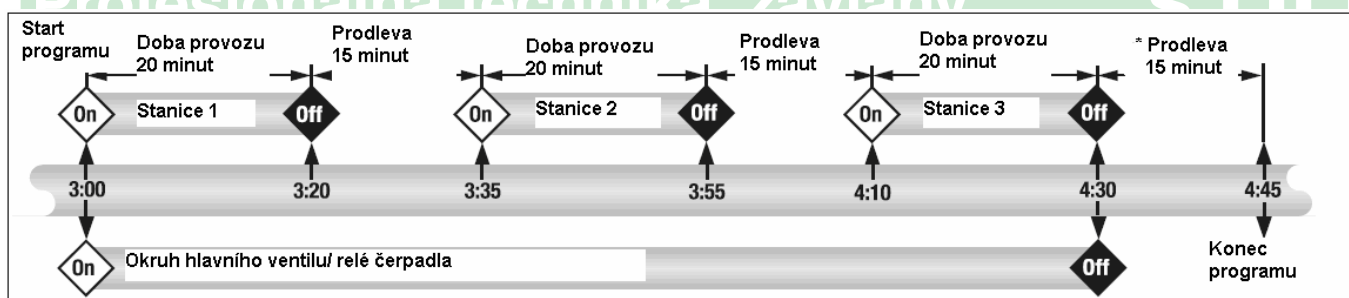 Profesionální technika, závlahy
Start
programu
Doba provozu
20 minut
Prodleva
15 minut
Doba provozu
20 minut
Prodleva
15 minut
Doba provozu
20 minut
* Prodleva
15 minut
On
Stanice 1
Off
On
Stanice 2
Off
On
Stanice 3
Off
3:00
3:20
3:35
3:55
4:10
4:30
4:45
On
Okruh hlavního ventilu/ relé čerpadla
Off
Konec
programu